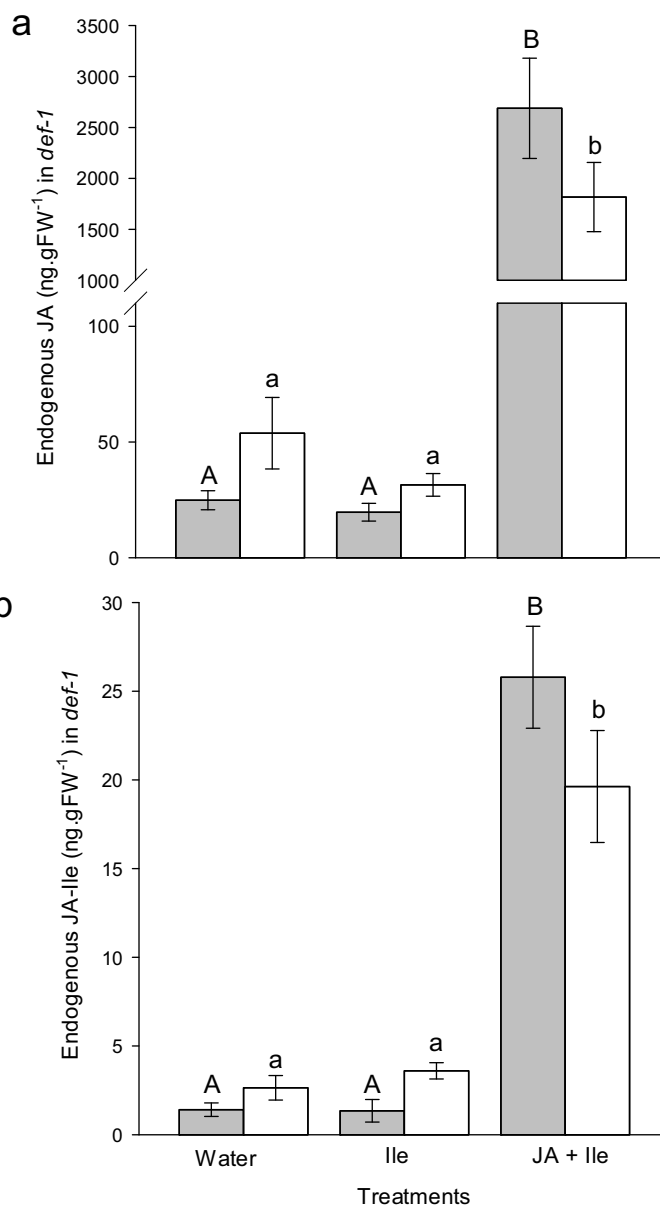 a
Endogenous JA (ng.gFW⁻¹) in def-1
3500
3000
2500
2000
1500
1000
100
50
0
A
a
A
a
B
b
b
Endogenous JA-Ile (ng.gFW⁻¹) in def-1
30
25
20
15
10
5
0
A
a
A
a
B
b
Water
Ile
JA + Ile
Treatments